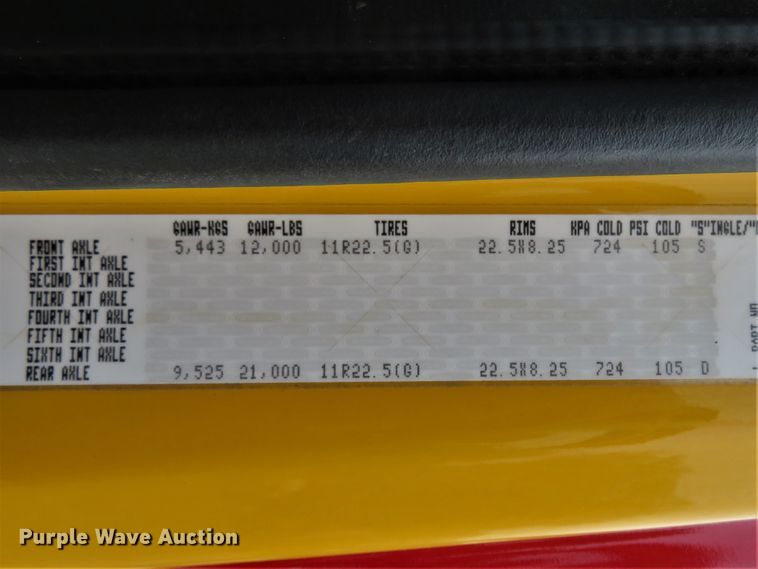 GAWR-KGS GAWR-LBS TIRES RIMS KPA COLD PSI COLD "S"INGLE/"
FRONT AXLE 5,443 12,000 11R22.5(G) 22.5X8.25 724 105 S
FIRST INT AXLE
SECOND INT AXLE
THIRD INT AXLE
FOURTH INT AXLE
FIFTH INT AXLE
SIXTH INT AXLE
REAR AXLE 9,525 21,000 11R22.5(G) 22.5X8.25 724 105 D
PART NO
Purple Wave Auction